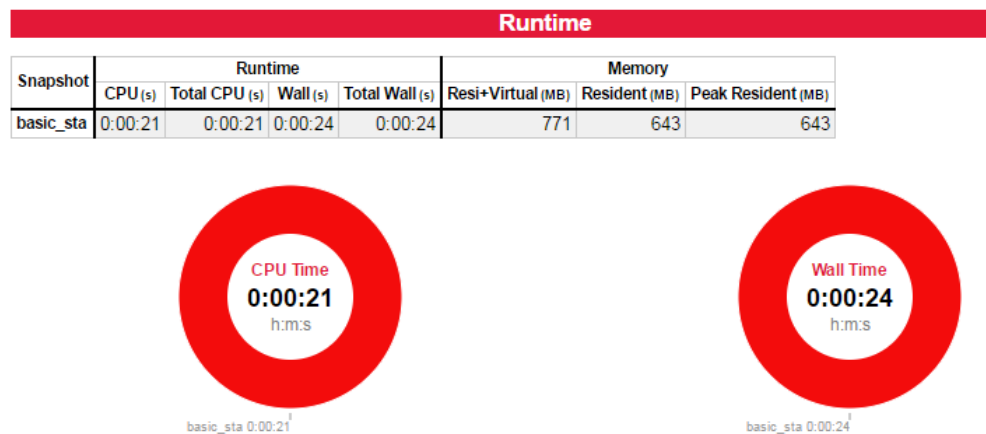 Runtime
Snapshot Runtime Memory
CPU (s) Total CPU (s) Wall (s) Total Wall (s) Resi+Virtual (MB) Resident (MB) Peak Resident (MB)
basic_sta 0:00:21 0:00:21 0:00:24 0:00:24 771 643 643
CPU Time
0:00:21
h:m:s
basic_sta 0:00:21
Wall Time
0:00:24
h:m:s
basic_sta 0:00:24